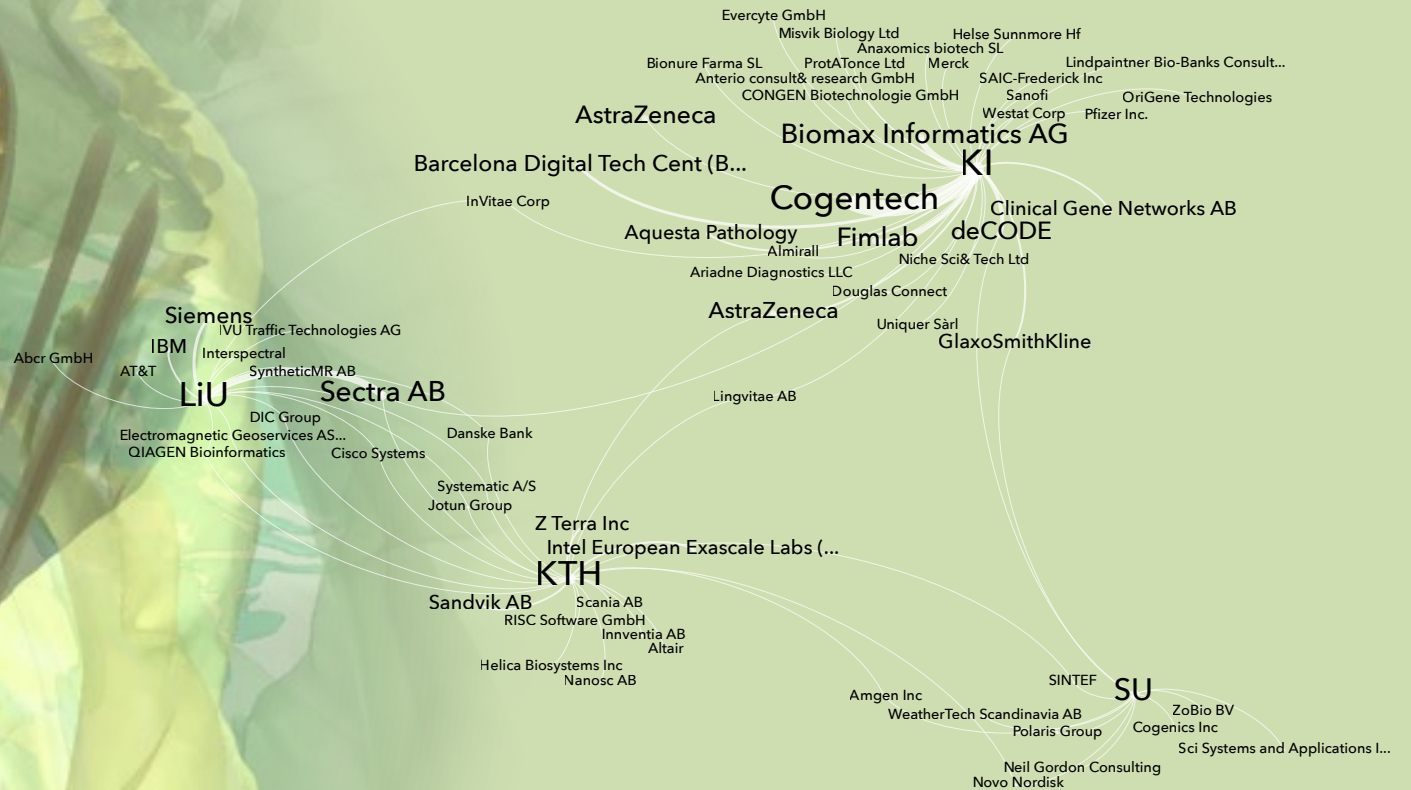 Evercyte GmbH
Misvik Biology Ltd
Helse Sunnmore Hf
Anaxomics biotech SL
Bionure Farma SL
ProtATonce Ltd
Merck
Lindpaintner Bio-Banks Consult...
Anterio consult& research GmbH
SAIC-Frederick Inc
CONGEN Biotechnologie GmbH
Sanofi
OriGene Technologies
AstraZeneca
Westat Corp
Pfizer Inc.
Biomax Informatics AG
Barcelona Digital Tech Cent (B...
KI
InVitae Corp
Cogentech
Clinical Gene Networks AB
Aquesta Pathology
Fimlab
deCODE
Almirall
Niche Sci& Tech Ltd
Ariadne Diagnostics LLC
Douglas Connect
AstraZeneca
Siemens
Uniquer Sàrl
IVU Traffic Technologies AG
GlaxoSmithKline
IBM
Interspectral
Abcr GmbH
AT&T
SyntheticMR AB
LiU
Sectra AB
Lingvitae AB
DIC Group
Electromagnetic Geoservices AS...
Danske Bank
QIAGEN Bioinformatics
Cisco Systems
Systematic A/S
Jotun Group
Z Terra Inc
Intel European Exascale Labs (...
KTH
Sandvik AB
Scania AB
RISC Software GmbH
Innventia AB
Altair
Helica Biosystems Inc
Nanosc AB
SINTEF
SU
Amgen Inc
WeatherTech Scandinavia AB
ZoBio BV
Polaris Group
Cogenics Inc
Sci Systems and Applications I...
Neil Gordon Consulting
Novo Nordisk